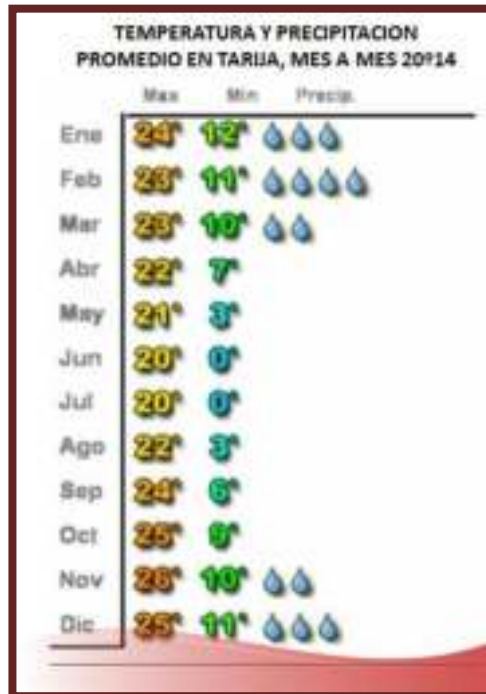 TEMPERATURA Y PRECIPITACION
PROMEDIO EN TARIJA, MES A MES 20º14
Max Min Precip.
Ene 24° 12°
Feb 23° 11°
Mar 23° 10°
Abr 22° 7°
May 21° 3°
Jun 20° 0°
Jul 20° 0°
Ago 22° 3°
Sep 24° 6°
Oct 25° 9°
Nov 26° 10°
Dic 25° 11°